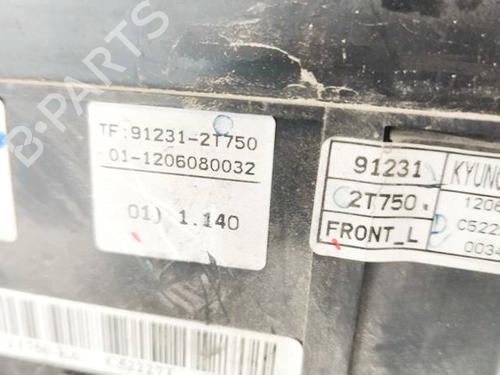 TF:91231-2T750
01-1206080032
01) 1.140
91231
2T750
FRONT_L
KYUNG
1206
C522
0034
B-PARTS